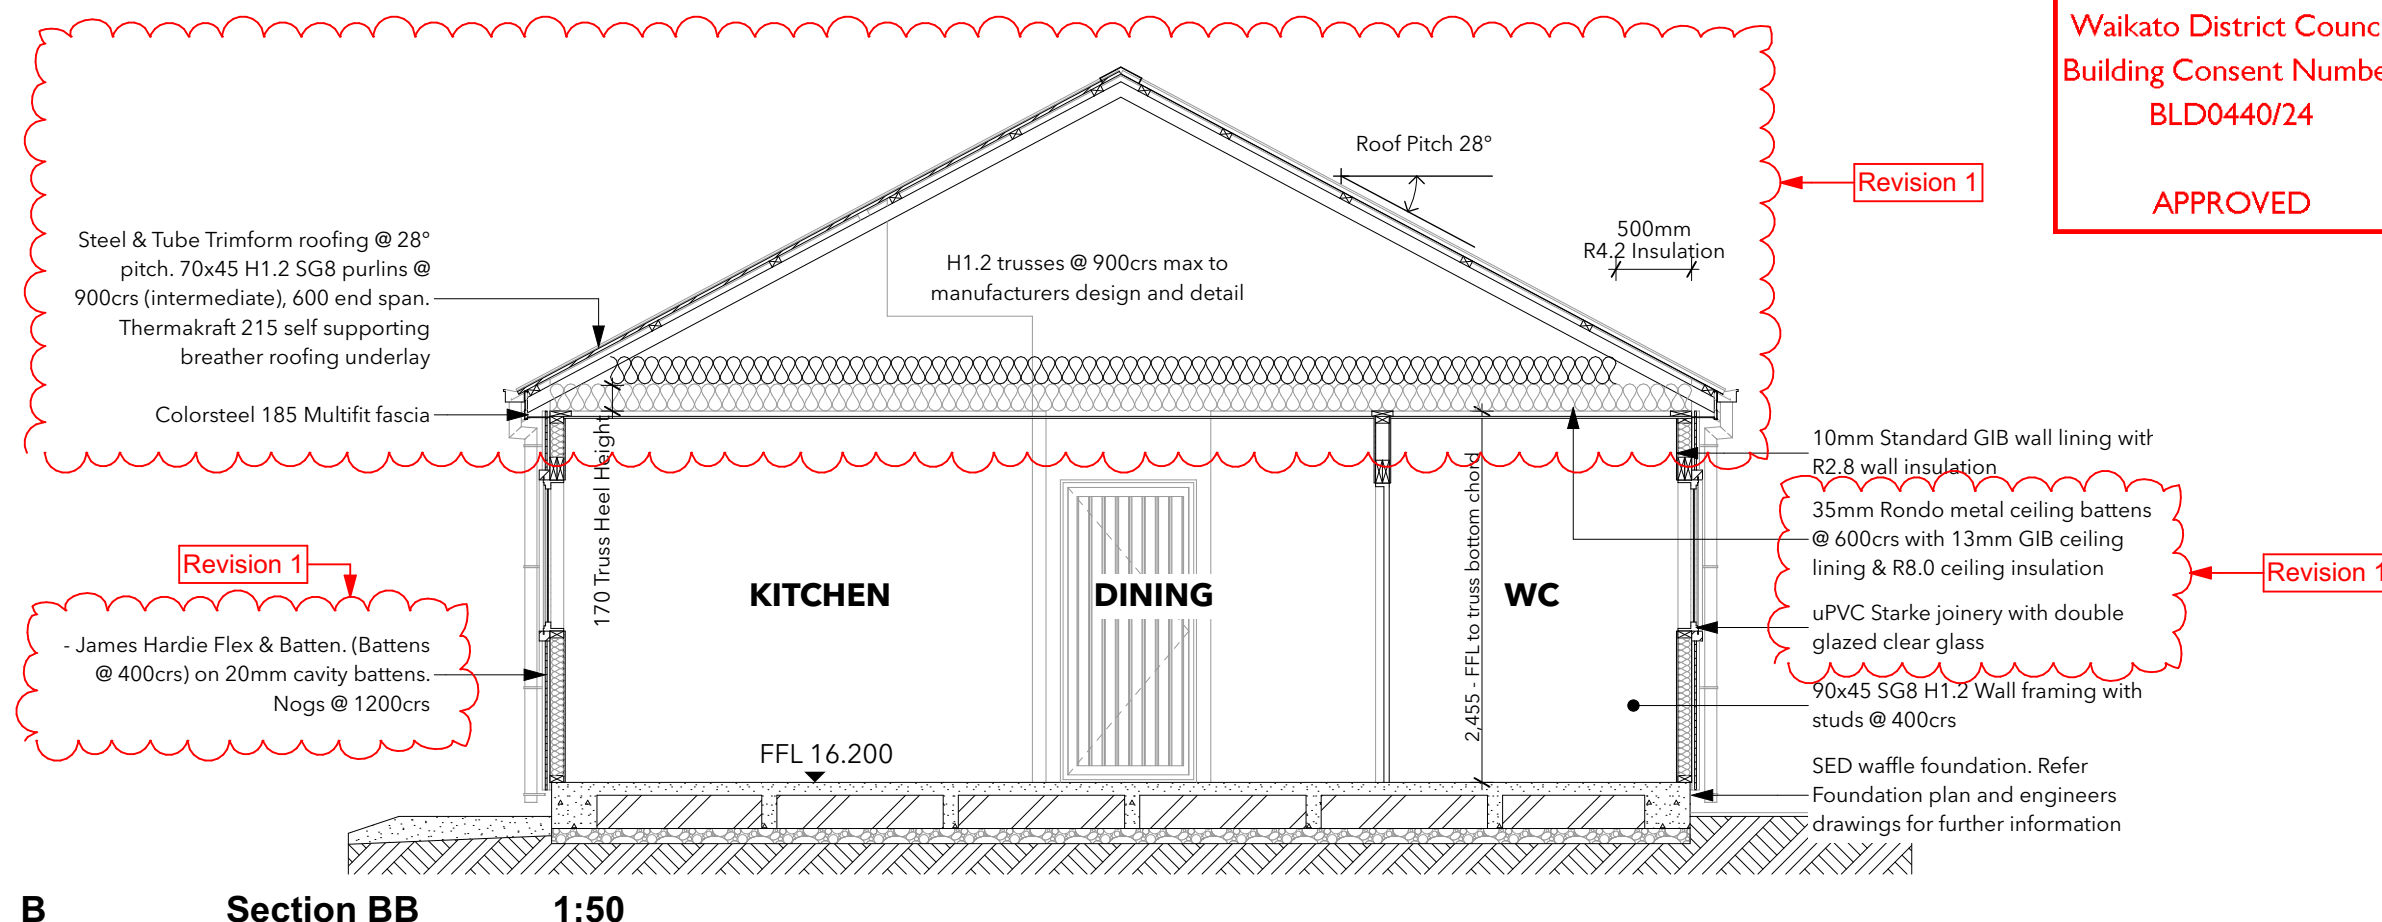 Waikato District Counc
Building Consent Numbe
BLD0440/24
APPROVED
Revision 1
Roof Pitch 28°
500mm
R4.2 Insulation
Steel & Tube Trimform roofing @ 28°
pitch. 70x45 H1.2 SG8 purlins @
900crs (intermediate), 600 end span.
Thermakraft 215 self supporting
breather roofing underlay
H1.2 trusses @ 900crs max to
manufacturers design and detail
Colorsteel 185 Multifit fascia
170 Truss Heel Height
2,455 - FFL to truss bottom chord
10mm Standard GIB wall lining with
R2.8 wall insulation
35mm Rondo metal ceiling battens
@ 600crs with 13mm GIB ceiling
lining & R8.0 ceiling insulation
Revision 1
uPVC Starke joinery with double
glazed clear glass
Revision 1
- James Hardie Flex & Batten. (Battens
@ 400crs) on 20mm cavity battens.
Nogs @ 1200crs
KITCHEN
DINING
WC
90x45 SG8 H1.2 Wall framing with
studs @ 400crs
FFL 16.200
SED waffle foundation. Refer
Foundation plan and engineers
drawings for further information
B Section BB 1:50